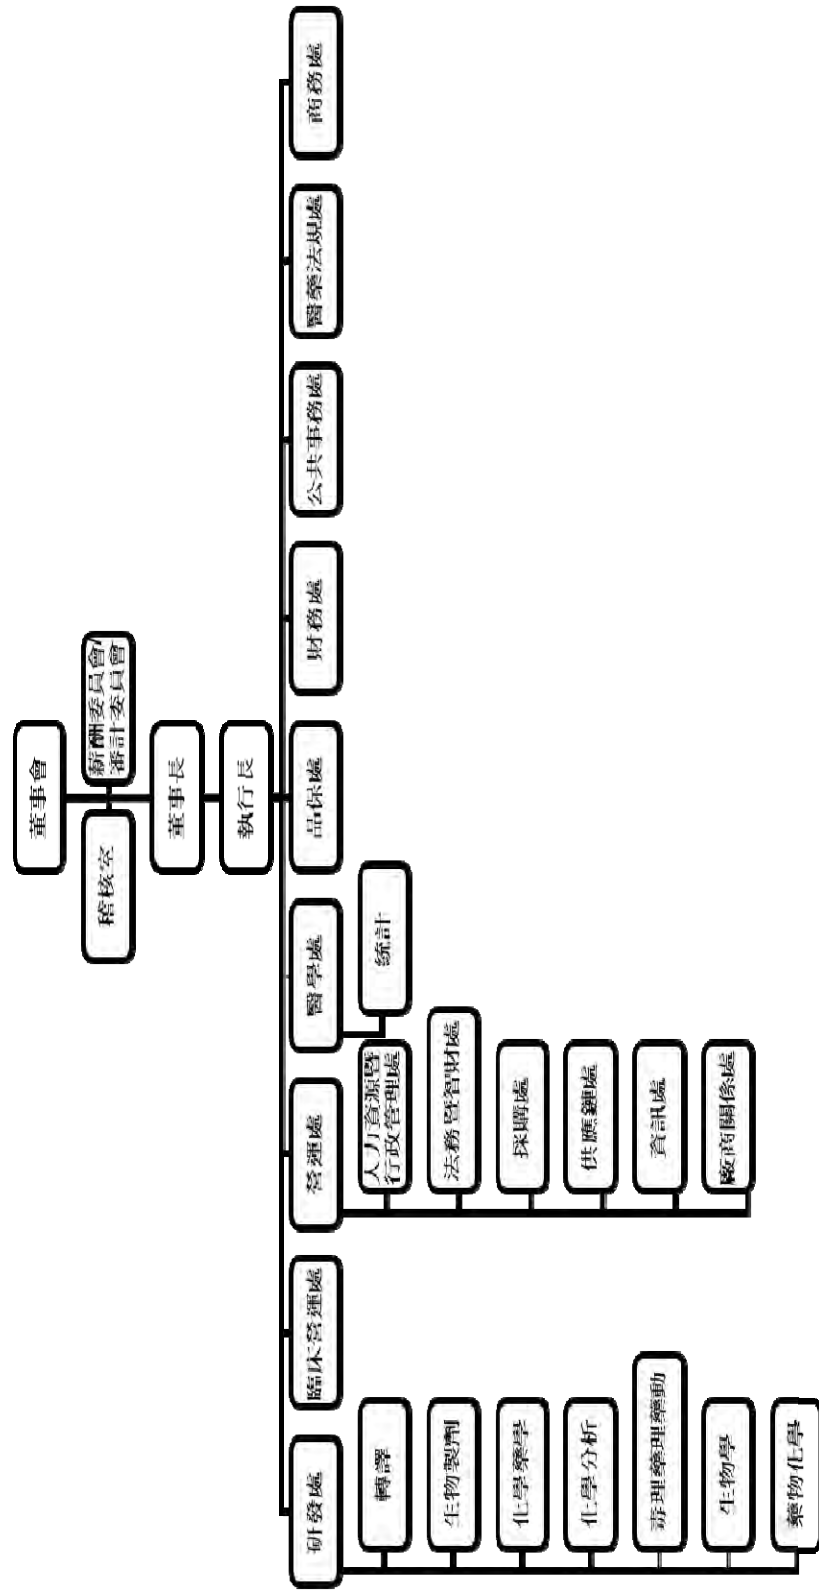 董事會
薪酬委員會/
審計委員會
稽核室
董事長
執行長
研發處
臨床營運處
營運處
醫學處
品保處
財務處
公共事務處
醫藥法規處
商務處
轉譯
生物製劑
化學藥學
化學分析
毒理藥理藥動
生物學
藥物化學
人力資源暨
行政管理處
法務暨智財處
採購處
供應鏈處
資訊處
廠商關係處
統計